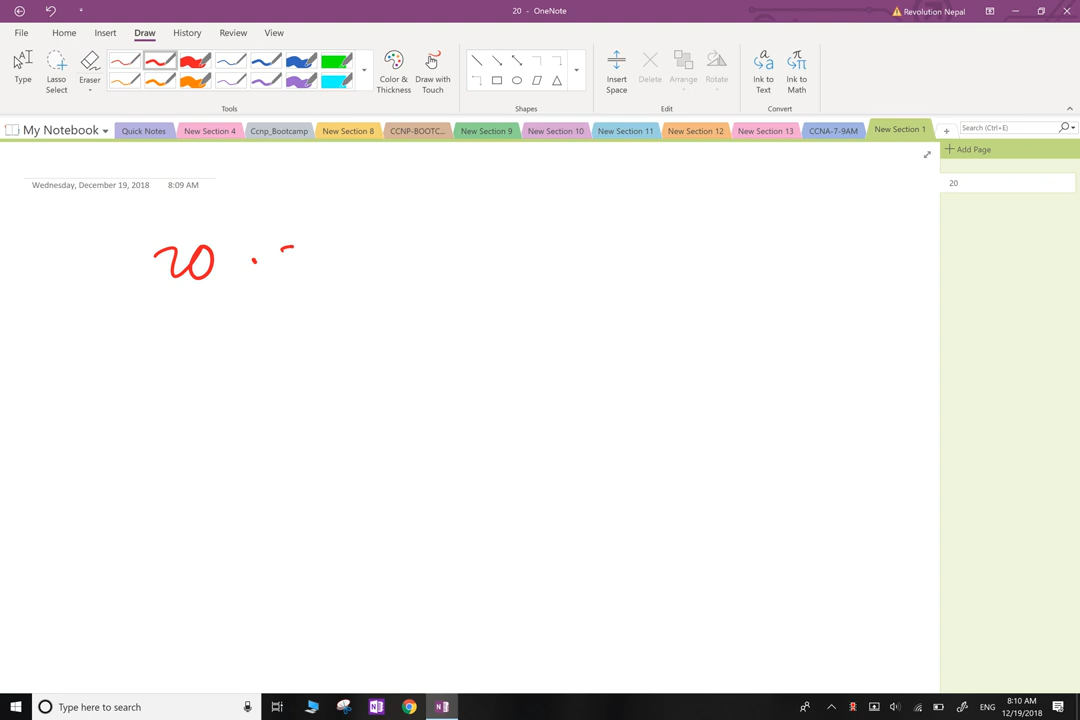 20 - OneNote
Revolution Nepal
File Home Insert Draw History Review View
Type
Lasso Select
Eraser
Color & Thickness
Draw with Touch
Insert Space
Delete
Arrange
Rotate
Ink to Text
Ink to Math
Tools
Shapes
Edit
Convert
My Notebook
Quick Notes
New Section 4
Ccnp_Bootcamp
New Section 8
CCNP-BOOTC...
New Section 9
New Section 10
New Section 11
New Section 12
New Section 13
CCNA-7-9AM
New Section 1
Search (Ctrl+E)
Add Page
20
Wednesday, December 19, 2018 8:09 AM
20 .
Type here to search
ENG
8:10 AM
12/19/2018